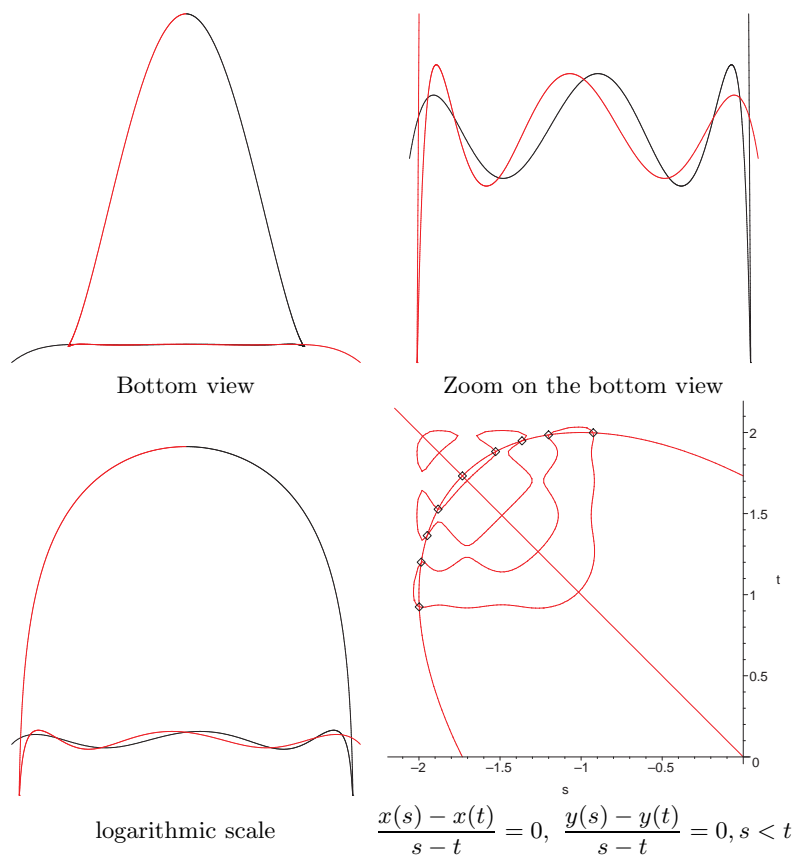 Bottom view
Zoom on the bottom view
2
1.5
t
1
0.5
0
–2
–1.5
–1
–0.5
s
logarithmic scale
x(s) − x(t)
s − t
= 0,
y(s) − y(t)
s − t
= 0, s < t